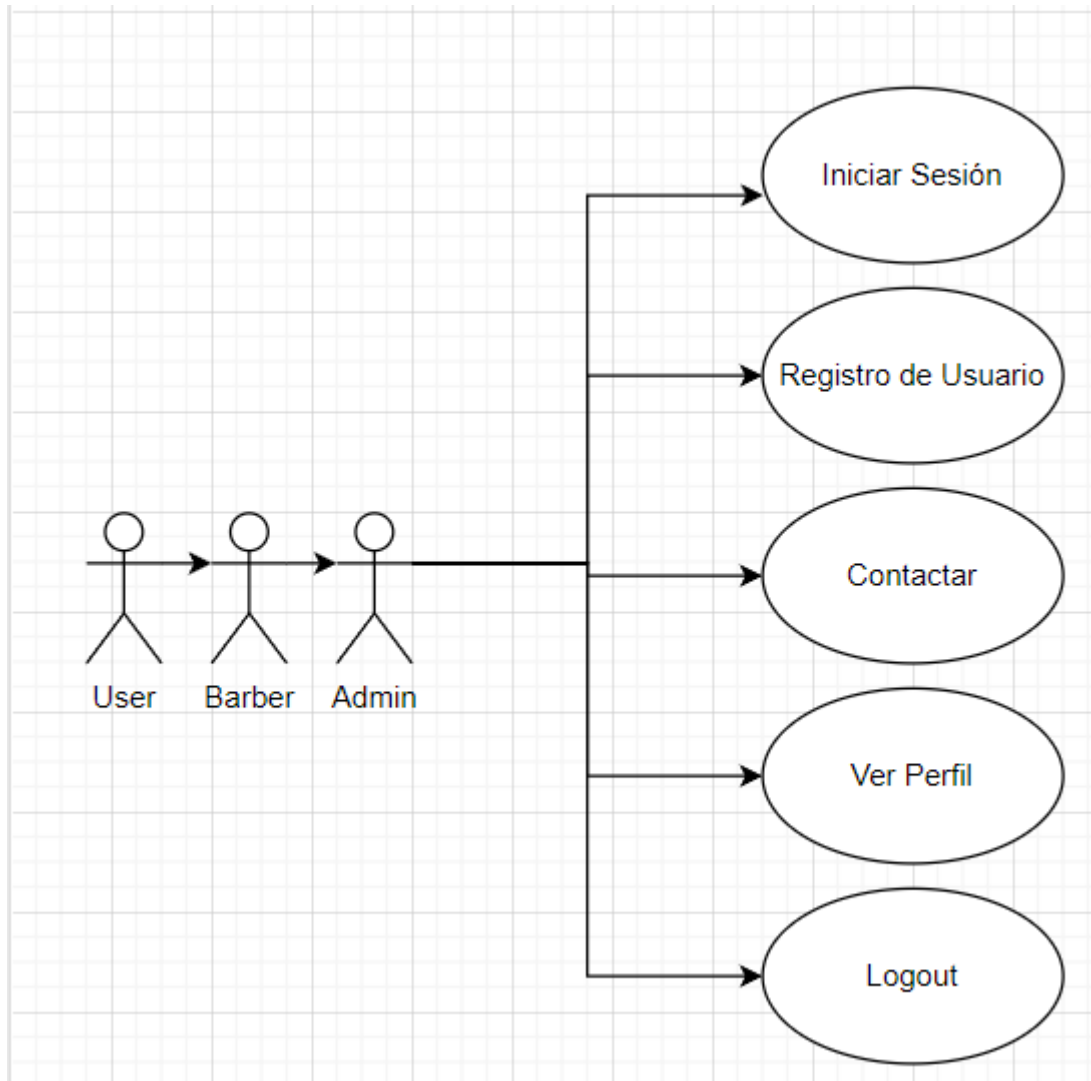 Iniciar Sesión
Registro de Usuario
Contactar
User
Barber
Admin
Ver Perfil
Logout